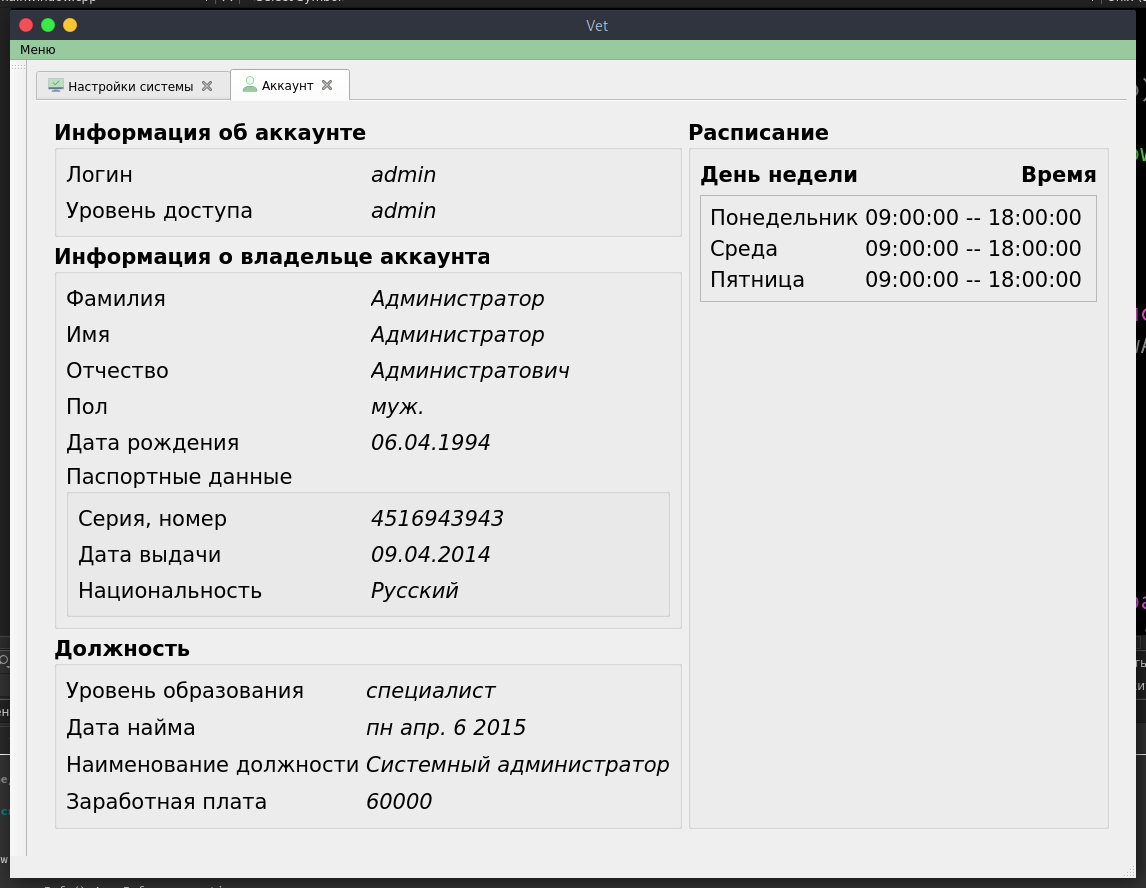 Vet
Меню
Настройки системы
Аккаунт
Информация об аккаунте
Логин admin
Уровень доступа admin
Информация о владельце аккаунта
Фамилия Администратор
Имя Администратор
Отчество Администратович
Пол муж.
Дата рождения 06.04.1994
Паспортные данные
Серия, номер 4516943943
Дата выдачи 09.04.2014
Национальность Русский
Должность
Уровень образования специалист
Дата найма пн апр. 6 2015
Наименование должности Системный администратор
Заработная плата 60000
Расписание
День недели Время
Понедельник 09:00:00 -- 18:00:00
Среда 09:00:00 -- 18:00:00
Пятница 09:00:00 -- 18:00:00